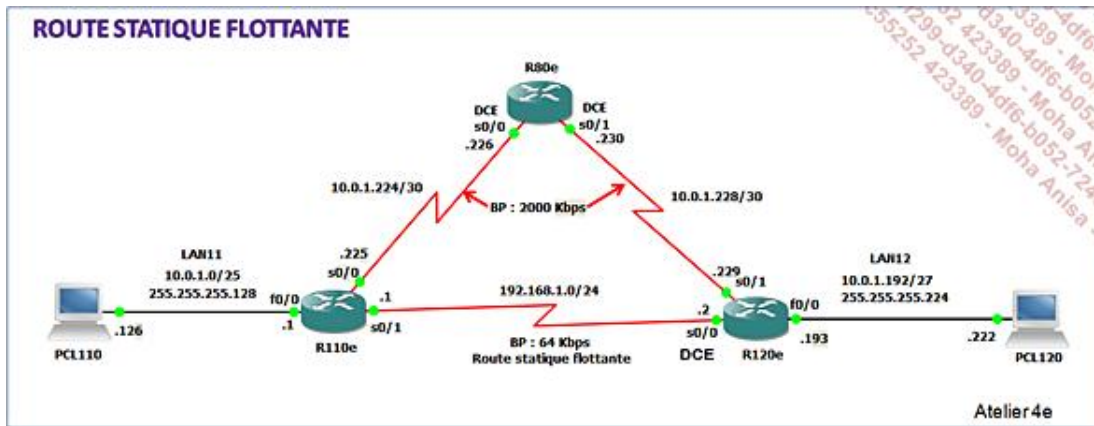 ROUTE STATIQUE FLOTTANTE
R80e
DCE
s0/0
.226
DCE
s0/1
.230
10.0.1.224/30
BP : 2000 Kbps
10.0.1.228/30
LAN11
10.0.1.0/25
255.255.255.128
.225
s0/0
192.168.1.0/24
.229
s0/1
LAN12
10.0.1.192/27
255.255.255.224
.126
f0/0
.1
.1
s0/1
.2
s0/0
f0/0
.193
.222
PCL110
R110e
BP : 64 Kbps
Route statique flottante
DCE
R120e
PCL120
Atelier 4e